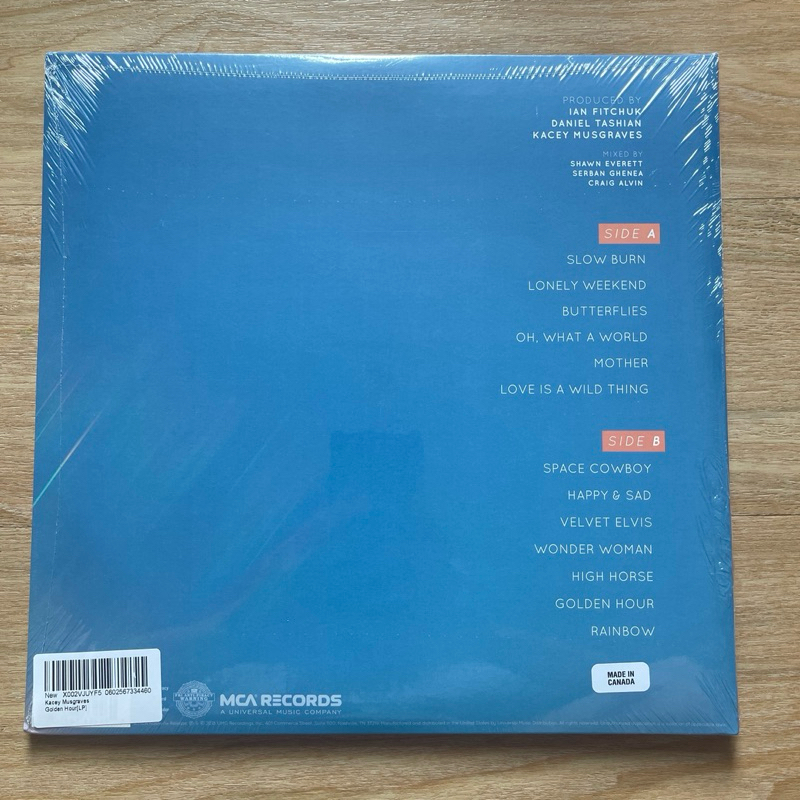 PRODUCED BY
IAN FITCHUK
DANIEL TASHIAN
KACEY MUSGRAVES
MIXED BY
SHAWN EVERETT
SERBAN GHENEA
CRAIG ALVIN
SIDE A
SLOW BURN
LONELY WEEKEND
BUTTERFLIES
OH, WHAT A WORLD
MOTHER
LOVE IS A WILD THING
SIDE B
SPACE COWBOY
HAPPY & SAD
VELVET ELVIS
WONDER WOMAN
HIGH HORSE
GOLDEN HOUR
RAINBOW
MADE IN
CANADA
New X002VJUYF5 0602567334460
Kacey Musgraves
Golden Hour[LP]
MCA RECORDS
A UNIVERSAL MUSIC COMPANY